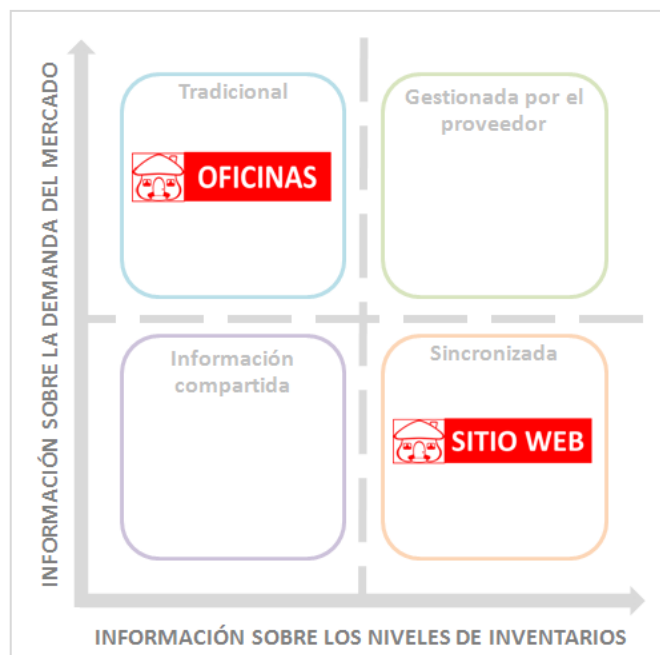 INFORMACIÓN SOBRE LA DEMANDA DEL MERCADO
Tradicional
OFICINAS
Gestionada por el
proveedor
Información
compartida
Sincronizada
SITIO WEB
INFORMACIÓN SOBRE LOS NIVELES DE INVENTARIOS